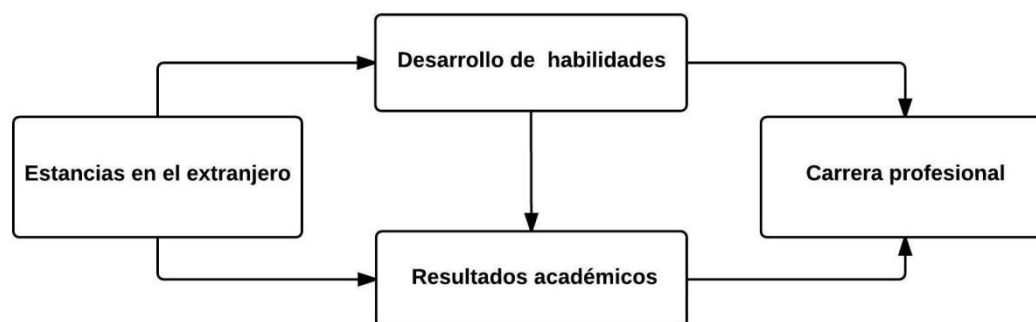 Desarrollo de habilidades
Estancias en el extranjero
Carrera profesional
Resultados académicos